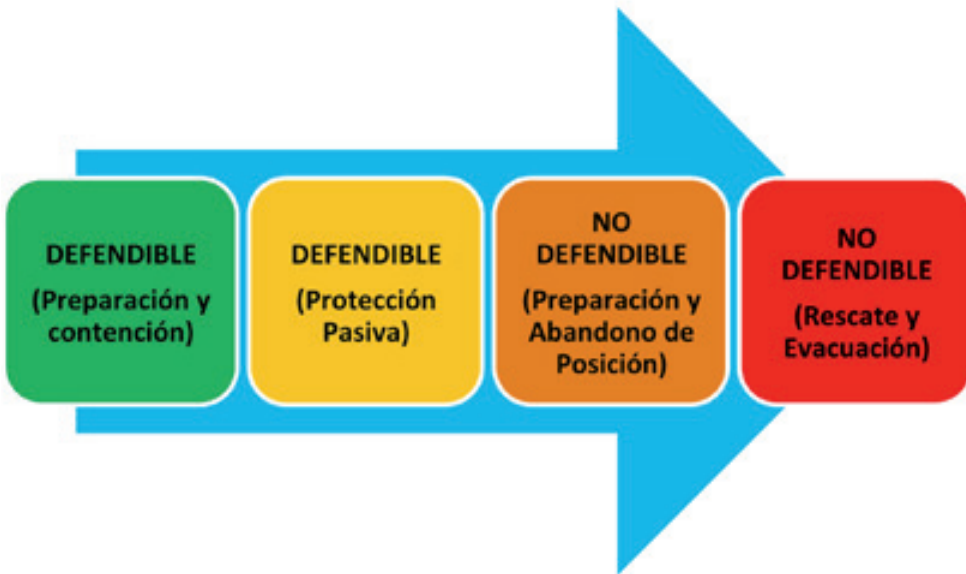 DEFENDIBLE
(Preparación y
contención)
DEFENDIBLE
(Protección
Pasiva)
NO
DEFENDIBLE
(Preparación y
Abandono de
Posición)
NO
DEFENDIBLE
(Rescate y
Evacuación)